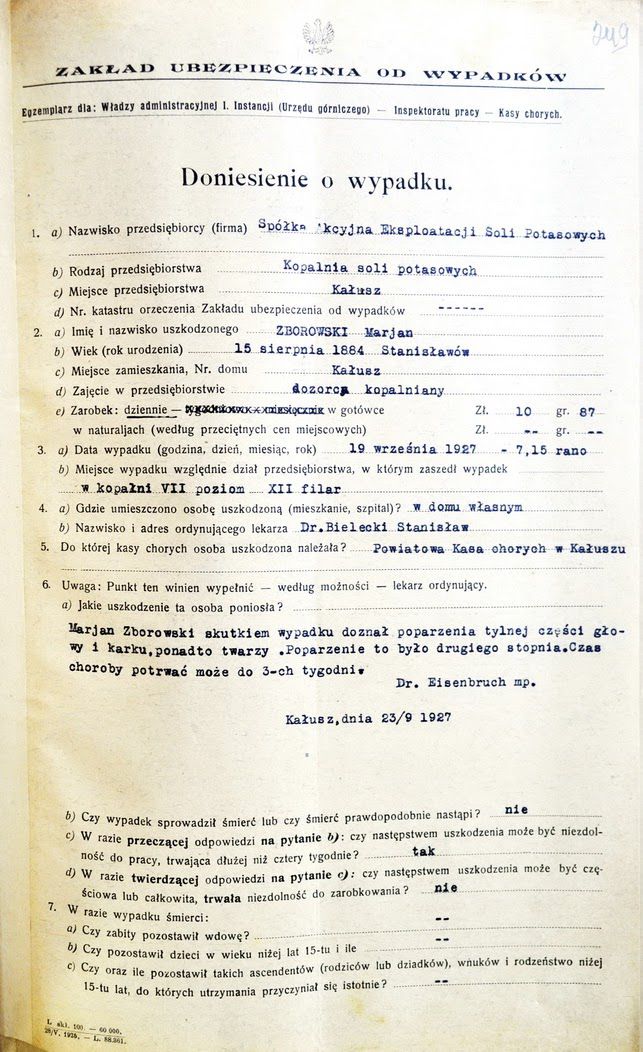 249
ZAKŁAD UBEZPIECZENIA OD WYPADKÓW
Egzemplarz dla: Władzy administracyjnej I. Instancji (Urzędu górniczego) — Inspektoratu pracy — Kasy chorych.
Doniesienie o wypadku.
1. a) Nazwisko przedsiębiorcy (firma) Spółka Akcyjna Eksploatacji Soli Potasowych
b) Rodzaj przedsiębiorstwa Kopalnia soli potasowych
c) Miejsce przedsiębiorstwa Kałusz
d) Nr. katastru orzeczenia Zakładu ubezpieczenia od wypadków ------
2. a) Imię i nazwisko uszkodzonego ZBOROWSKI Marjan
b) Wiek (rok urodzenia) 15 sierpnia 1884 Stanisławów
c) Miejsce zamieszkania, Nr. domu Kałusz
d) Zajęcie w przedsiębiorstwie dozorca kopalniany
e) Zarobek: dziennie — tygodniowo — miesięcznie w gotówce Zł. 10 gr. 87
w naturaljach (według przeciętnych cen miejscowych) Zł. -- gr. --
3. a) Data wypadku (godzina, dzień, miesiąc, rok) 19 września 1927 - 7,15 rano
b) Miejsce wypadku względnie dział przedsiębiorstwa, w którym zaszedł wypadek
w kopalni VII poziom XII filar
4. a) Gdzie umieszczono osobę uszkodzoną (mieszkanie, szpital)? w domu własnym
b) Nazwisko i adres ordynującego lekarza Dr.Bielecki Stanisław
5. Do której kasy chorych osoba uszkodzona należała? Powiatowa Kasa chorych w Kałuszu
6. Uwaga: Punkt ten winien wypełnić — według możności — lekarz ordynujący.
a) Jakie uszkodzenie ta osoba poniosła?
Marjan Zborowski skutkiem wypadku doznał poparzenia tylnej części gło-
wy i karku,ponadto twarzy .Poparzenie to było drugiego stopnia.Czas
choroby potrwać może do 3-ch tygodni.
Dr. Eisenbruch mp.
Kałusz,dnia 23/9 1927
b) Czy wypadek sprowadził śmierć lub czy śmierć prawdopodobnie nastąpi? nie
c) W razie przeczącej odpowiedzi na pytanie b): czy następstwem uszkodzenia może być niezdol-
ność do pracy, trwająca dłużej niż cztery tygodnie? tak
d) W razie twierdzącej odpowiedzi na pytanie c): czy następstwem uszkodzenia może być czę-
ściowa lub całkowita, trwała niezdolność do zarobkowania? nie
7. W razie wypadku śmierci:
a) Czy zabity pozostawił wdowę? --
b) Czy pozostawił dzieci w wieku niżej lat 15-tu i ile --
c) Czy oraz ile pozostawił takich ascendentów (rodziców lub dziadków), wnuków i rodzeństwo niżej
15-tu lat, do których utrzymania przyczyniał się istotnie? --
L. skl. 100. — 60 000.
28/V. 1925. — L. 88.361.